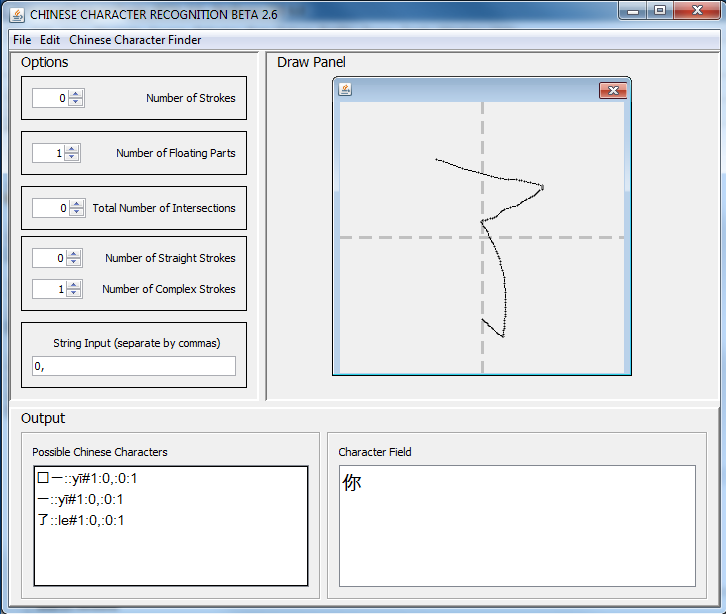 CHINESE CHARACTER RECOGNITION BETA 2.6
File Edit Chinese Character Finder
Options
0 Number of Strokes
1 Number of Floating Parts
0 Total Number of Intersections
0 Number of Straight Strokes
1 Number of Complex Strokes
String Input (separate by commas)
0,
Draw Panel
Output
Possible Chinese Characters
口一::yī#1:0,:0:1
一::yī#1:0,:0:1
了::le#1:0,:0:1
Character Field
你